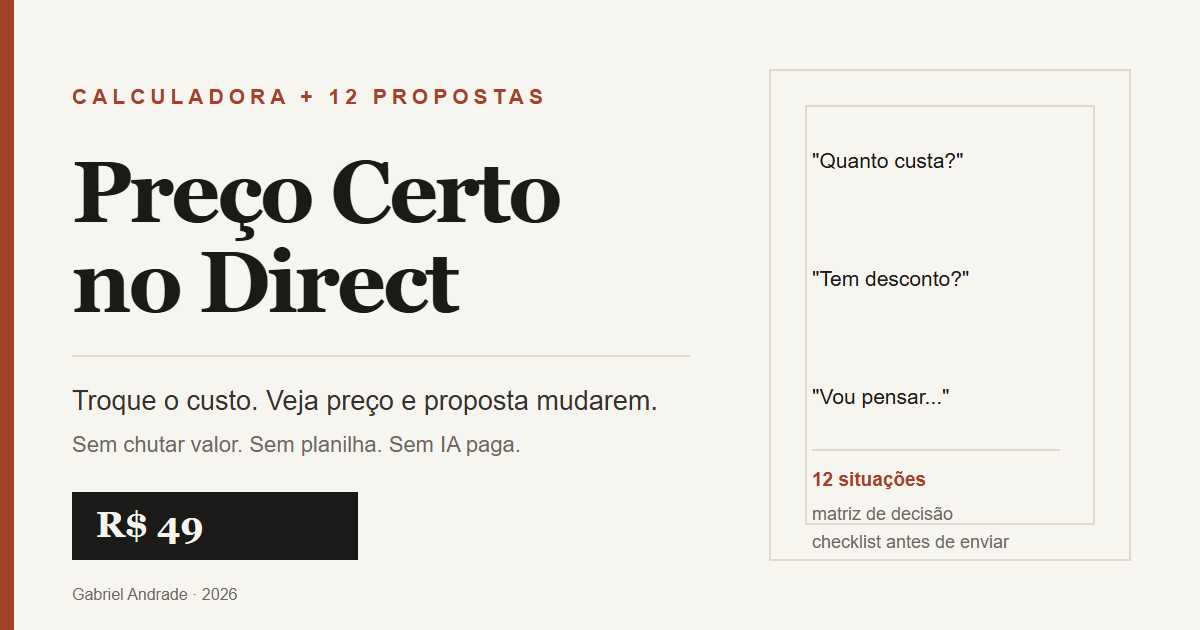 CALCULADORA + 12 PROPOSTAS
Preço Certo
no Direct
Troque o custo. Veja preço e proposta mudarem.
Sem chutar valor. Sem planilha. Sem IA paga.
R$ 49
Gabriel Andrade · 2026
"Quanto custa?"
"Tem desconto?"
"Vou pensar..."
12 situações
matriz de decisão
checklist antes de enviar